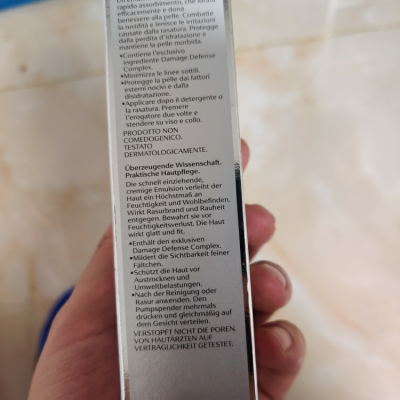 rapido assorbimento, che idrata
efficacemente e dona
benessere alla pelle. Combatte
la ruvidità e lenisce le irritazioni
causate dalla rasatura. Protegge
dalla perdita d'idratazione e
mantiene la pelle morbida.
•Contiene l'esclusivo
ingrediente Damage Defense
Complex.
•Minimizza le linee sottili.
•Protegge la pelle dai fattori
esterni nocivi e dalla
disidratazione.
•Applicare dopo il detergente o
la rasatura. Premere
l'erogatore due volte e
stendere su viso e collo.
PRODOTTO NON
COMEDOGENICO.
TESTATO
DERMATOLOGICAMENTE.
Überzeugende Wissenschaft.
Praktische Hautpflege.
Die schnell einziehende,
cremige Emulsion verleiht der
Haut ein Höchstmaß an
Feuchtigkeit und Wohlbefinden.
Wirkt Rasurbrand und Rauheit
entgegen. Bewahrt sie vor
Feuchtigkeitsverlust. Die Haut
wirkt glatt und fit.
•Enthält den exklusiven
Damage Defense Complex.
•Mildert die Sichtbarkeit feiner
Fältchen.
•Schützt die Haut vor
Austrocknen und
Umweltbelastungen.
•Nach der Reinigung oder
Rasur anwenden. Den
Pumpspender mehrmals
drücken und gleichmäßig auf
dem Gesicht verteilen.
VERSTOPFT NICHT DIE POREN.
VON HAUTÄRZTEN AUF
VERTRÄGLICHKEIT GETESTET.